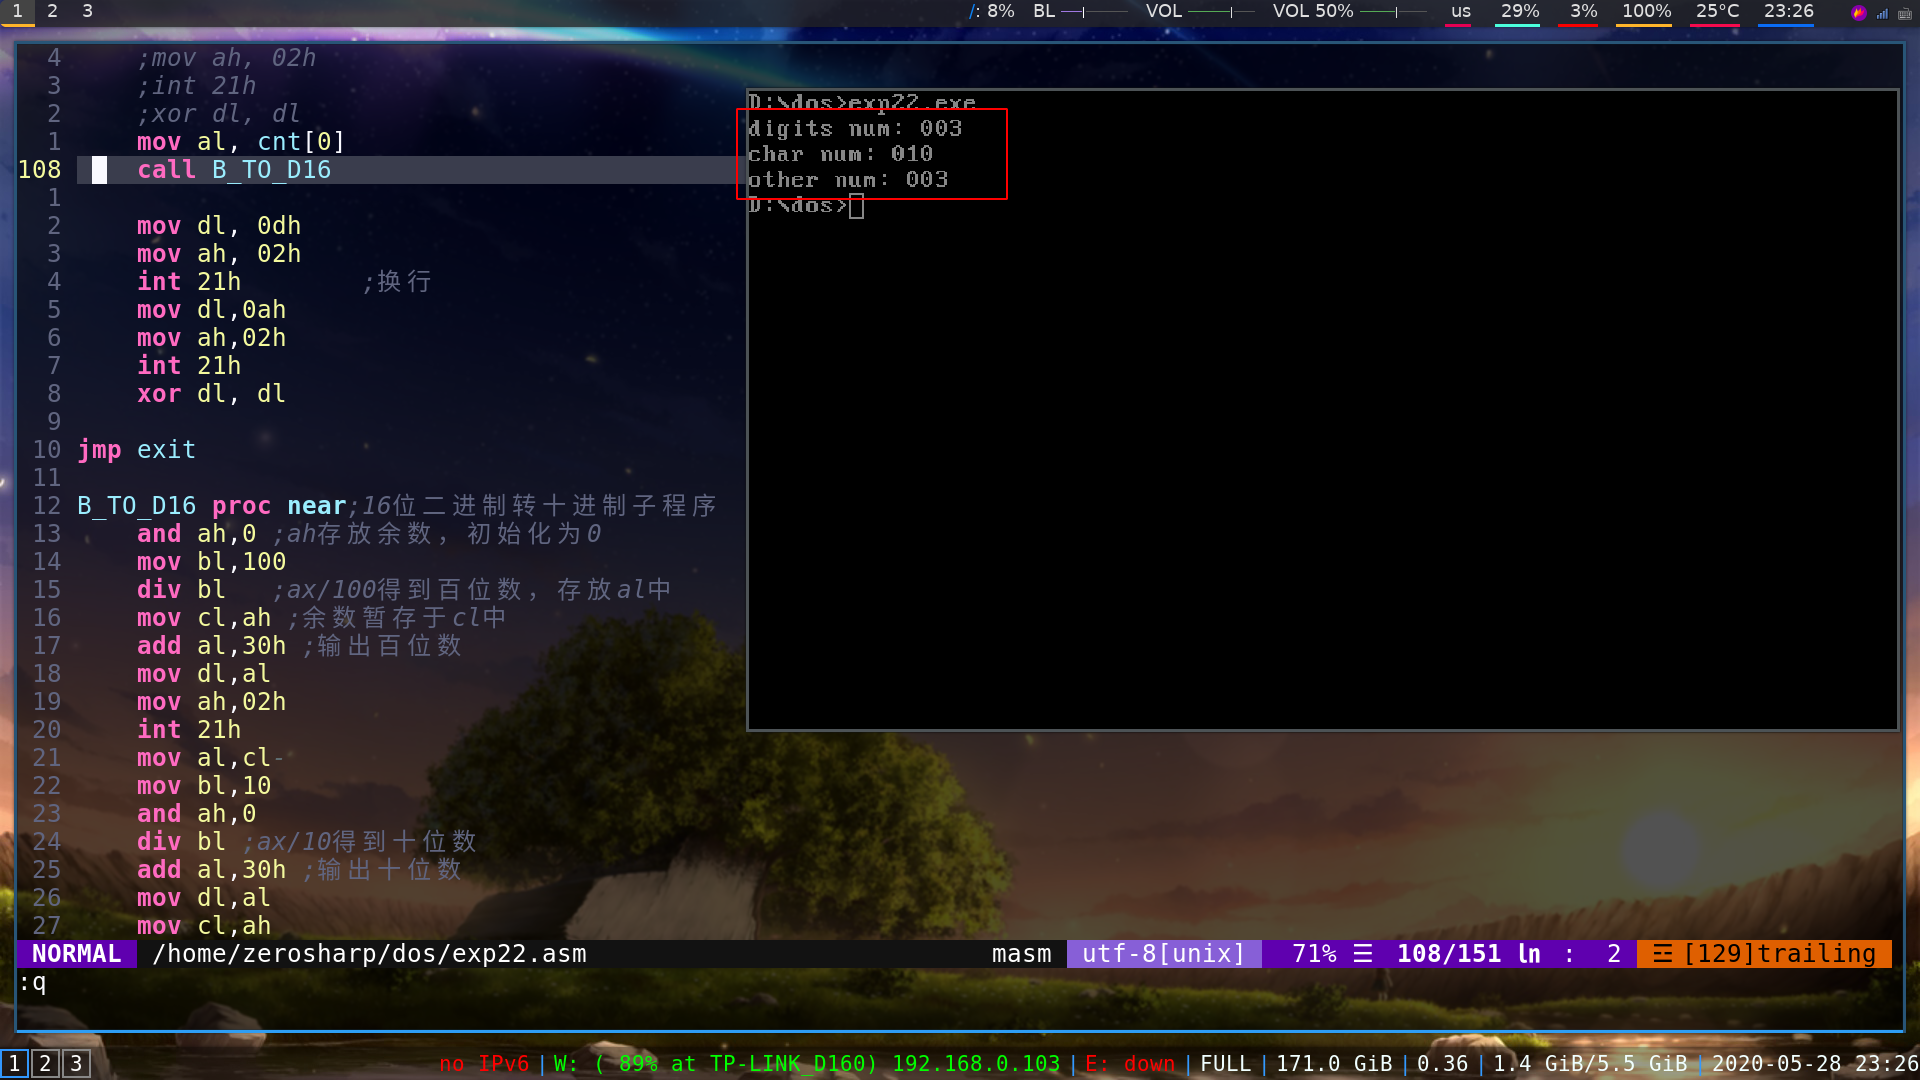 1 2 3
/: 8% BL VOL VOL 50% us 29% 3% 100% 25°C 23:26
4 ;mov ah, 02h
3 ;int 21h
2 ;xor dl, dl
1 mov al, cnt[0]
108 call B_TO_D16
1
2 mov dl, 0dh
3 mov ah, 02h
4 int 21h ;换行
5 mov dl,0ah
6 mov ah,02h
7 int 21h
8 xor dl, dl
9
10 jmp exit
11
12 B_TO_D16 proc near;16位二进制转十进制子程序
13 and ah,0 ;ah存放余数，初始化为0
14 mov bl,100
15 div bl ;ax/100得到百位数，存放al中
16 mov cl,ah ;余数暂存于cl中
17 add al,30h ;输出百位数
18 mov dl,al
19 mov ah,02h
20 int 21h
21 mov al,cl-
22 mov bl,10
23 and ah,0
24 div bl ;ax/10得到十位数
25 add al,30h ;输出十位数
26 mov dl,al
27 mov cl,ah
D:\dos>exp22.exe
digits num: 003
char num: 010
other num: 003
D:\dos>
NORMAL /home/zerosharp/dos/exp22.asm masm utf-8[unix] 71% ☰ 108/151 ln : 2 ☲ [129]trailing
:q
1 2 3 no IPv6|W: ( 89% at TP-LINK_D160) 192.168.0.103|E: down|FULL|171.0 GiB|0.36|1.4 GiB/5.5 GiB|2020-05-28 23:26